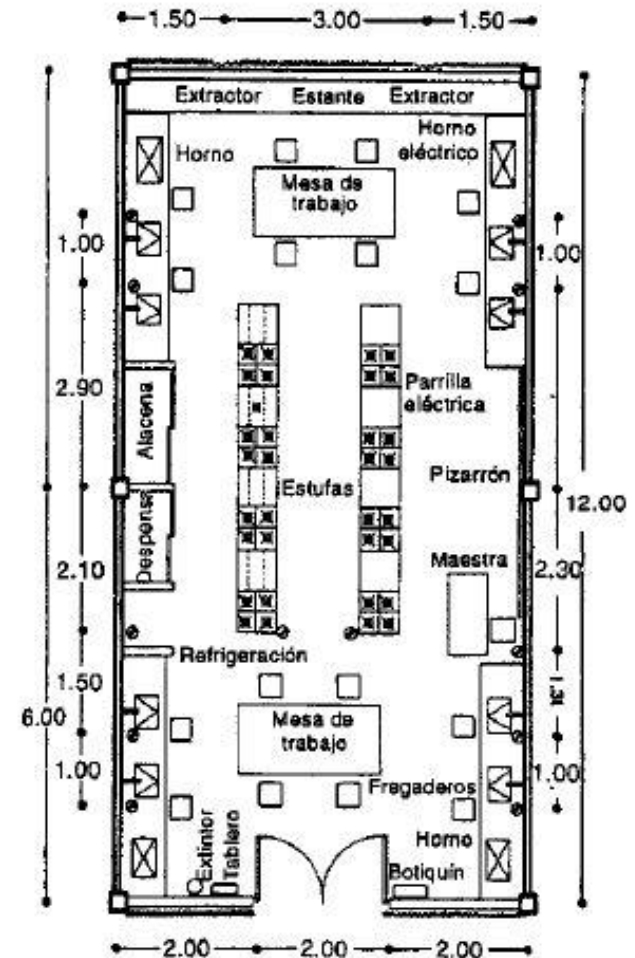 1.50 3.00 1.50
Extractor Estante Extractor
Horno
Horno
eléctrico
Mesa de
trabajo
1.00
1.00
2.90
Alacena
Parrilla
eléctrica
Estufas
Pizarrón
12.00
Despensa
2.10
Maestra
2.30
Refrigeración
1.50
6.00
Mesa de
trabajo
1.00
1.00
Fregaderos
Extintor
Tablero
Horno
Botiquín
2.00 2.00 2.00